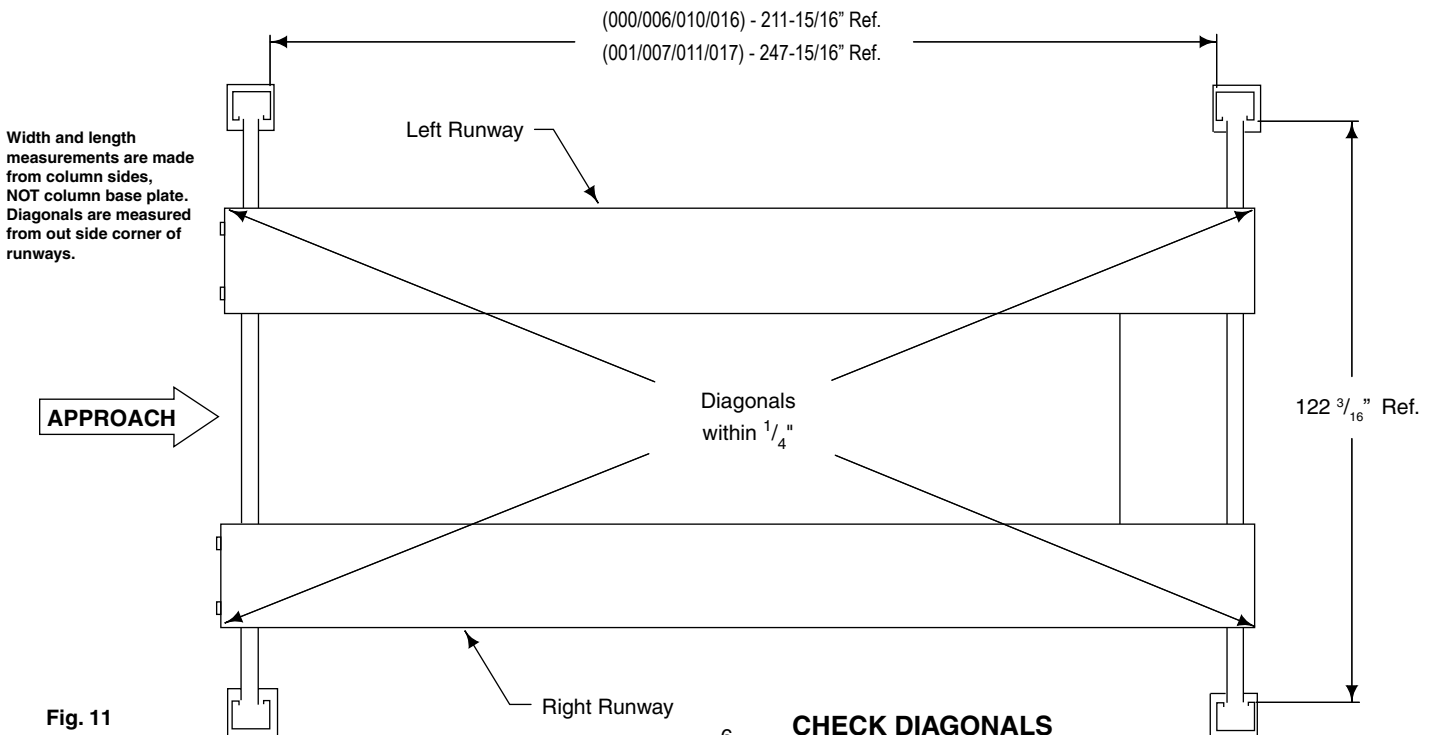 (000/006/010/016) - 211-15/16” Ref.
(001/007/011/017) - 247-15/16” Ref.
Width and length
measurements are made
from column sides,
NOT column base plate.
Diagonals are measured
from out side corner of
runways.
Left Runway
APPROACH
Diagonals
within 1/4"
122 3/16” Ref.
Right Runway
Fig. 11
6
CHECK DIAGONALS